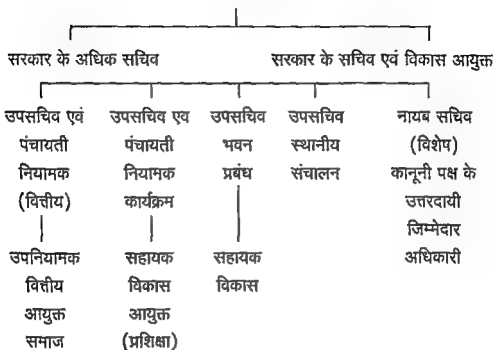 सरकार के अधिक सचिव
सरकार के सचिव एवं विकास आयुक्त
उपसचिव एवं
पंचायती
नियामक
(वित्तीय)
उपनियामक
वित्तीय
आयुक्त
समाज
उपसचिव एव
पंचायती
नियामक
कार्यक्रम
सहायक
विकास
आयुक्त
(प्रशिक्षा)
उपसचिव
भवन
प्रबंध
सहायक
विकास
उपसचिव
स्थानीय
संचालन
नायब सचिव
(विशेष)
कानूनी पक्ष के
उत्तरदायी
जिम्मेदार
अधिकारी